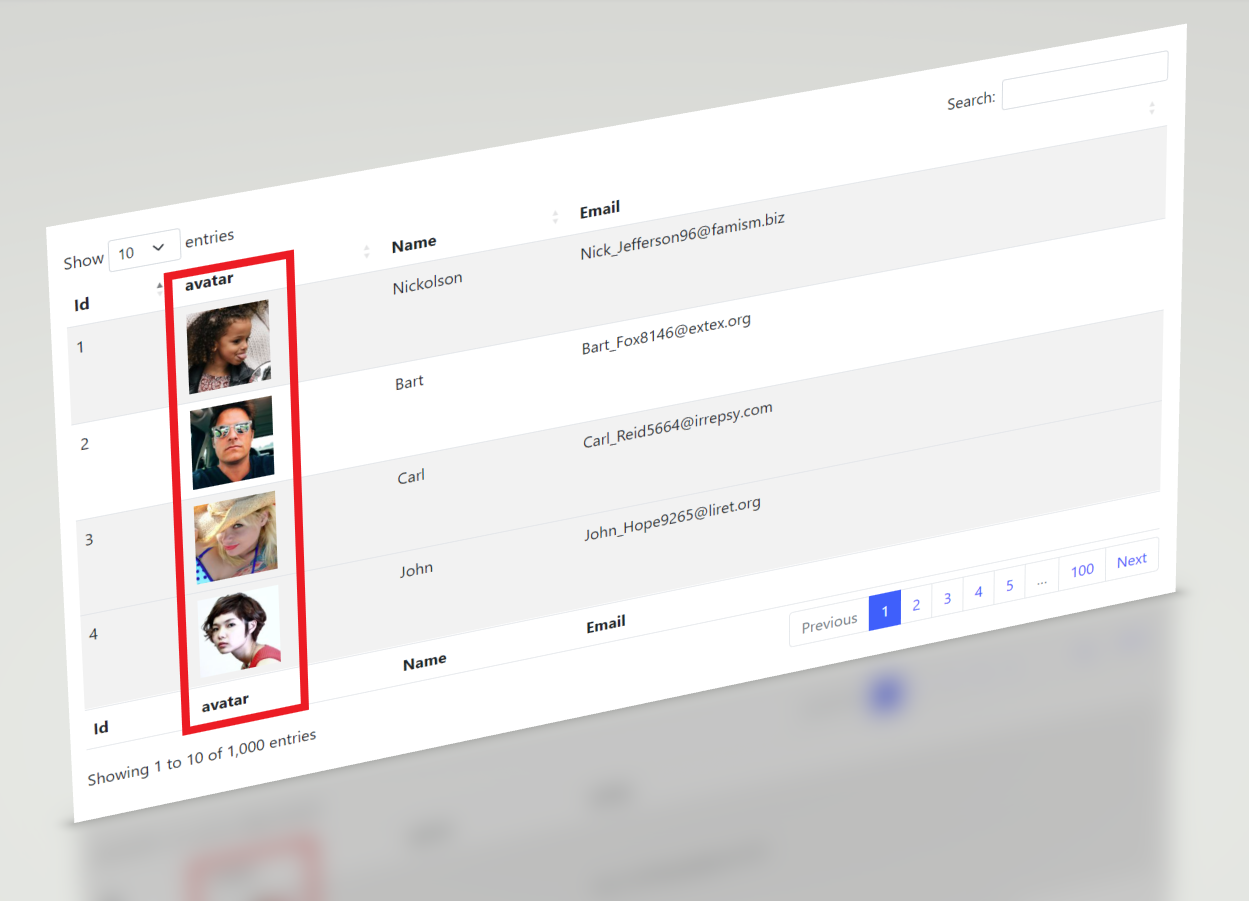 Search:
Show 10 entries
Id avatar Name Email
1 Nickolson Nick_Jefferson96@famism.biz
2 Bart Bart_Fox8146@extex.org
3 Carl Carl_Reid5664@irrepsy.com
4 John John_Hope9265@liret.org
Id avatar Name Email
Showing 1 to 10 of 1,000 entries
Previous 1 2 3 4 5 ... 100 Next